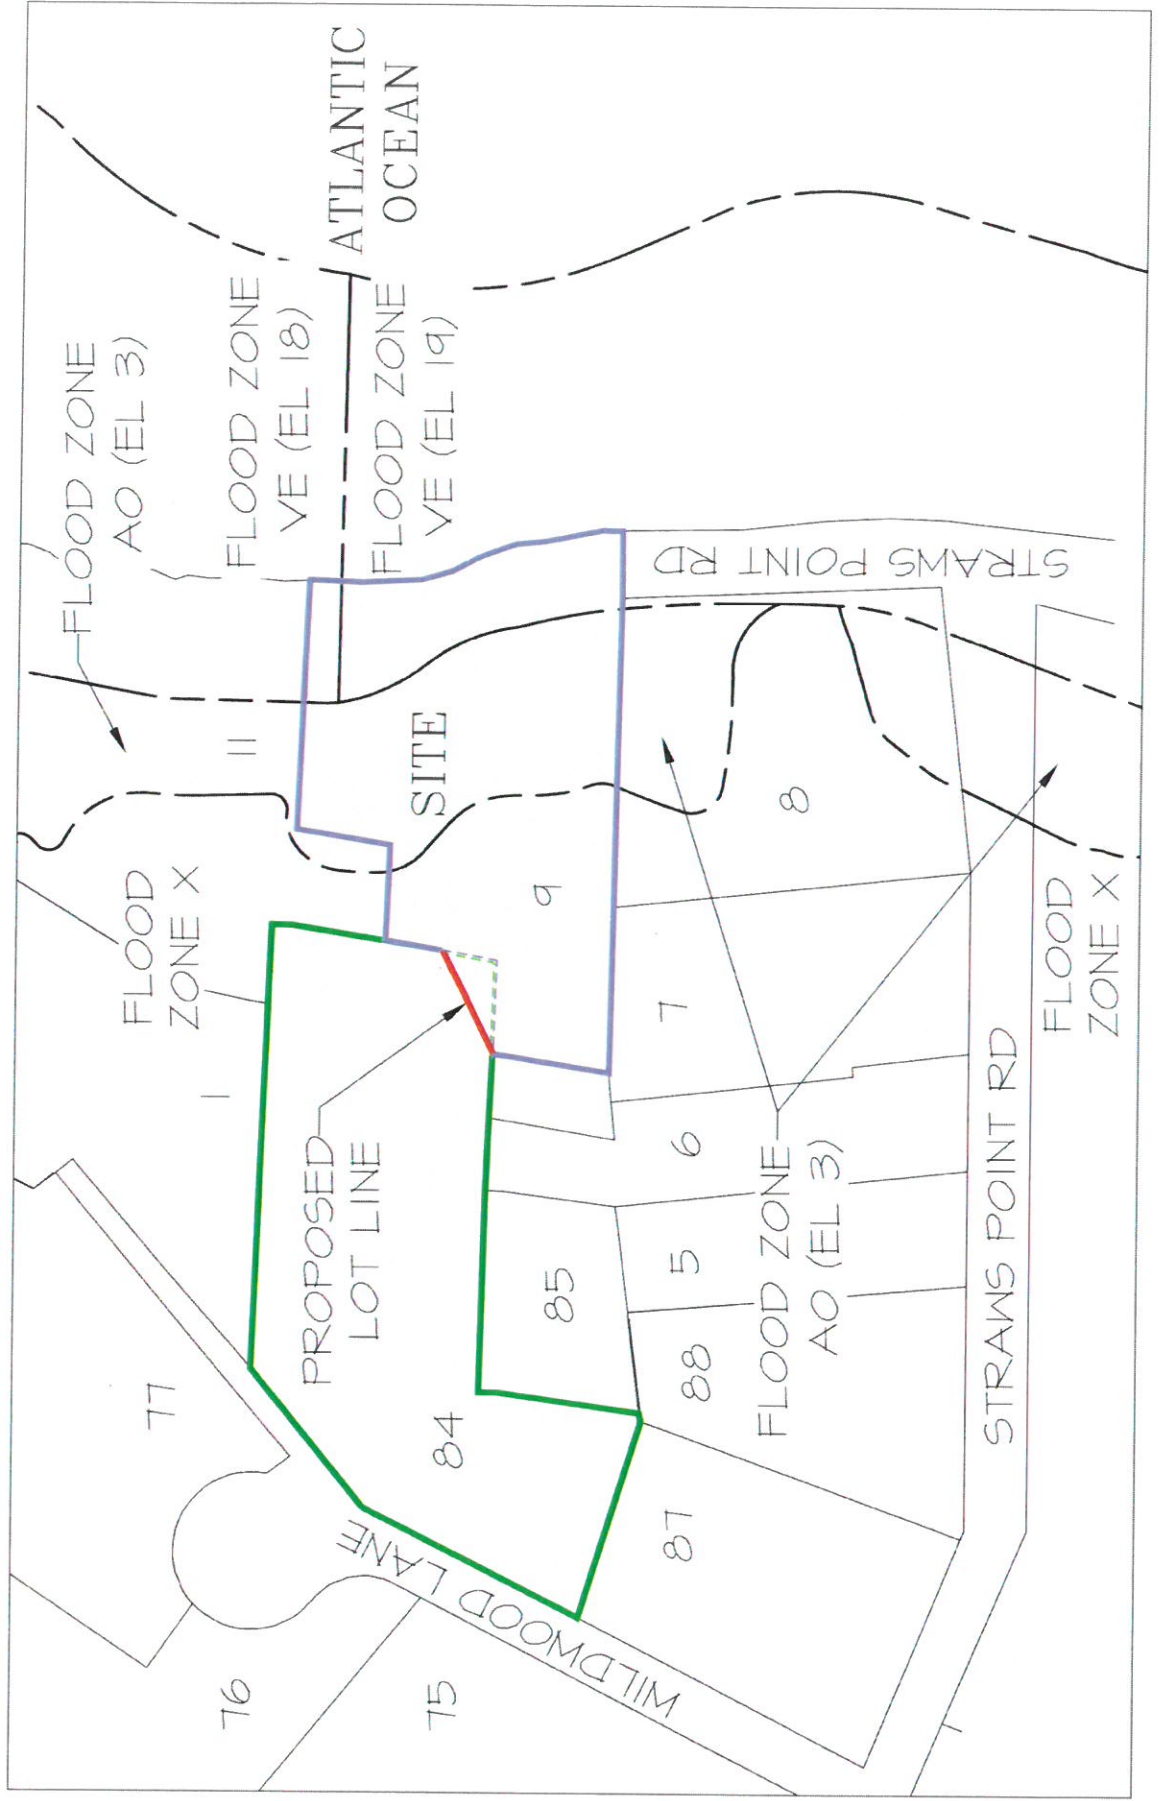 ATLANTIC
OCEAN
FLOOD ZONE
AO (EL 3)
FLOOD ZONE
VE (EL 18)
FLOOD ZONE
VE (EL 19)
STRAWS POINT RD
11
SITE
8
FLOOD
ZONE X
9
7
FLOOD
ZONE X
1
PROPOSED
LOT LINE
6
5
85
88
FLOOD ZONE
AO (EL 3)
STRAWS POINT RD
77
84
87
WILDWOOD LANE
76
75
1